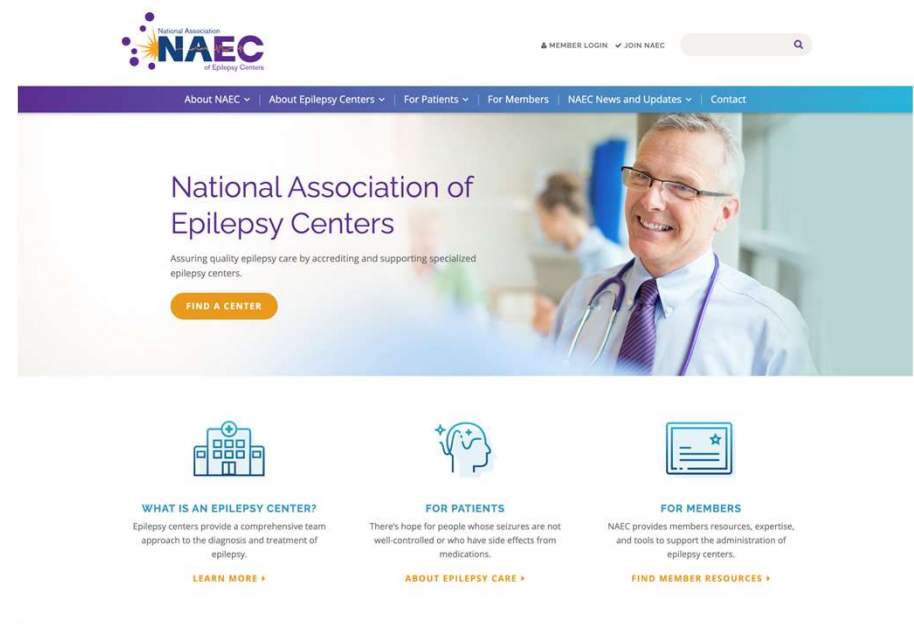 National Association
NAEC
of Epilepsy Centers
MEMBER LOGIN JOIN NAEC
About NAEC | About Epilepsy Centers | For Patients | For Members | NAEC News and Updates | Contact
National Association of
Epilepsy Centers
Assuring quality epilepsy care by accrediting and supporting specialized
epilepsy centers.
FIND A CENTER
WHAT IS AN EPILEPSY CENTER?
Epilepsy centers provide a comprehensive team
approach to the diagnosis and treatment of
epilepsy.
LEARN MORE
FOR PATIENTS
There's hope for people whose seizures are not
well-controlled or who have side effects from
medications.
ABOUT EPILEPSY CARE
FOR MEMBERS
NAEC provides members resources, expertise,
and tools to support the administration of
epilepsy centers.
FIND MEMBER RESOURCES